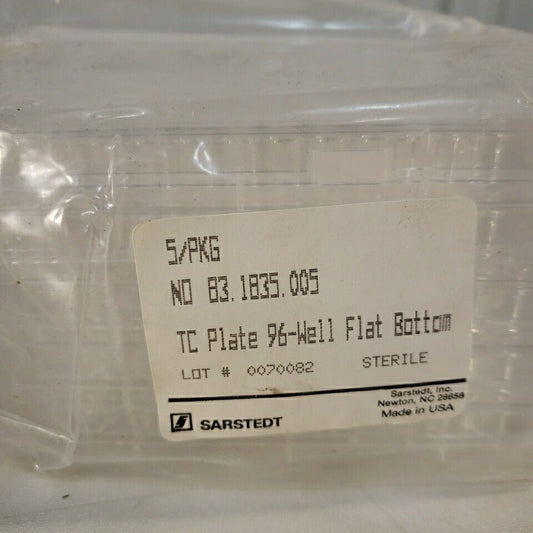 5/PKG
NO 83.1835.005
TC Plate 96-Well Flat Bottom
LOT # 0070082 STERILE
Sarstedt, Inc.
Newton, NC 28658
Made in USA
SARSTEDT